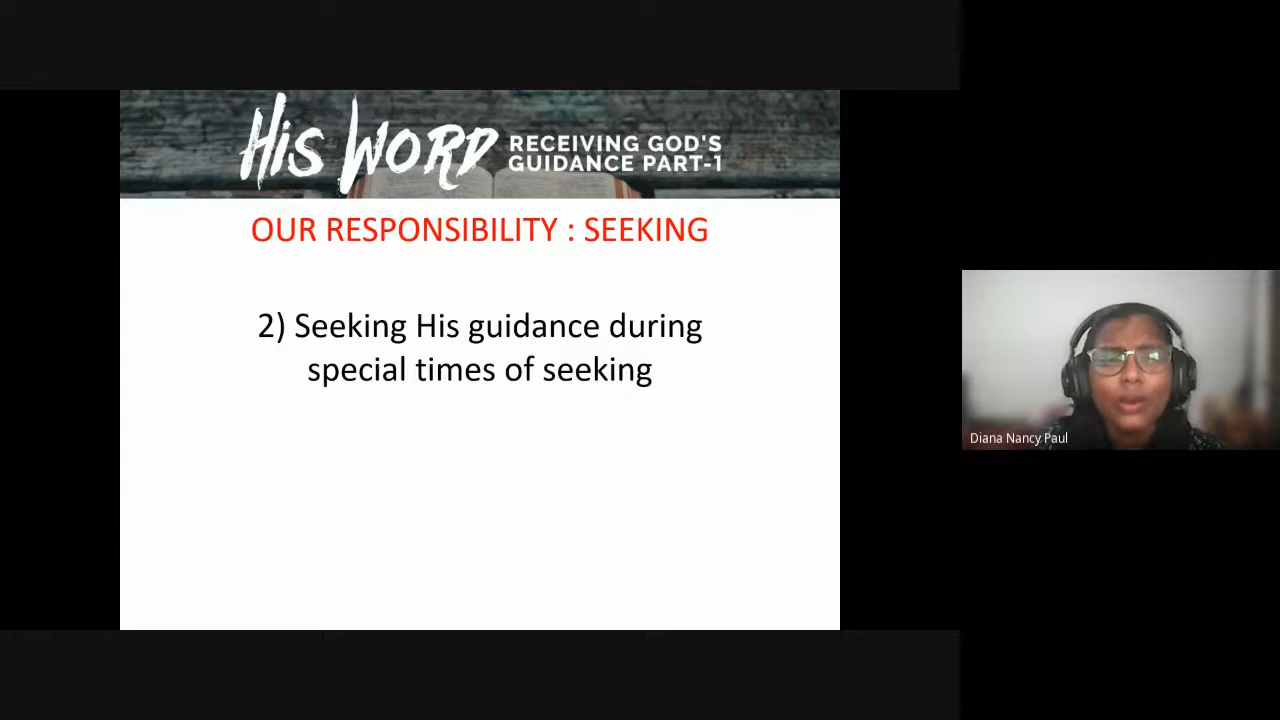 His Word
RECEIVING GOD'S
GUIDANCE PART-1
OUR RESPONSIBILITY : SEEKING
2) Seeking His guidance during
special times of seeking
Diana Nancy Paul